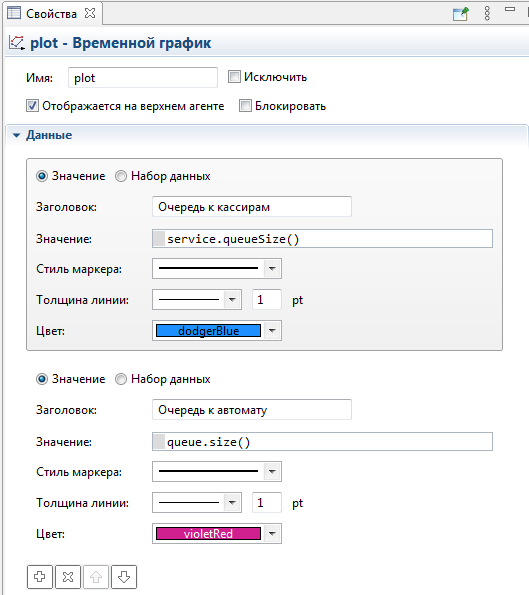 Свойства
plot - Временной график
Имя: plot Исключить
Отображается на верхнем агенте Блокировать
Данные
Значение Набор данных
Заголовок: Очередь к кассирам
Значение: service.queueSize()
Стиль маркера:
Толщина линии: 1 pt
Цвет: dodgerBlue
Значение Набор данных
Заголовок: Очередь к автомату
Значение: queue.size()
Стиль маркера:
Толщина линии: 1 pt
Цвет: violetRed